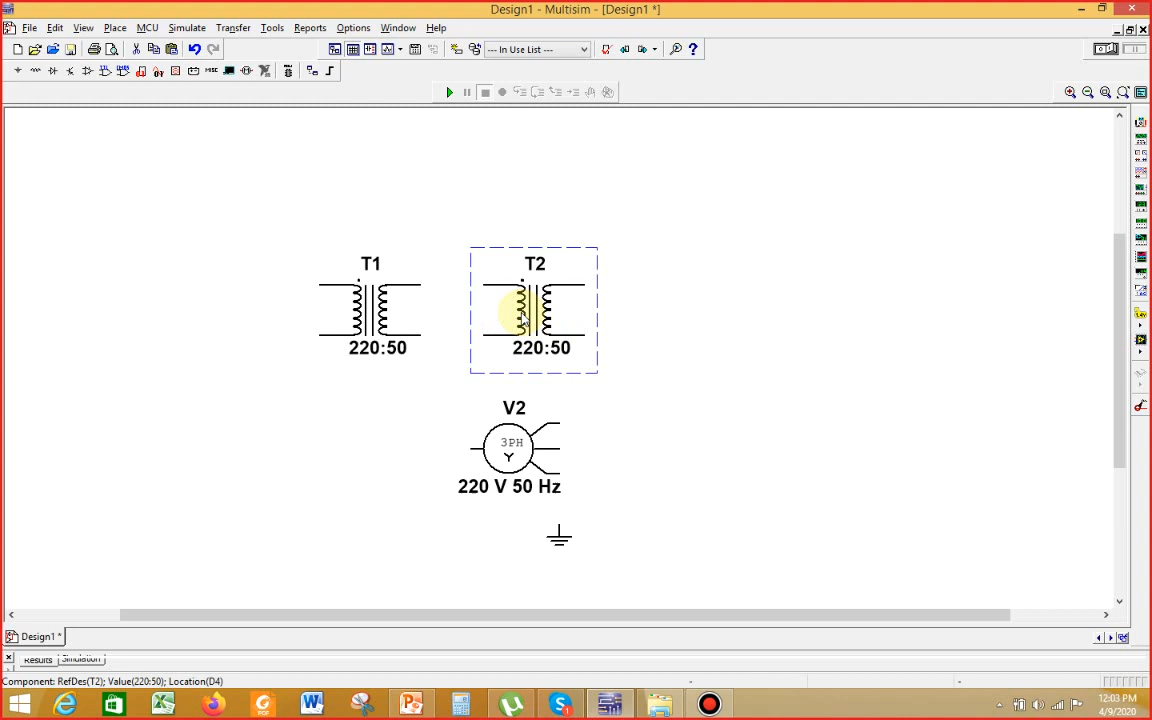 Design1 - Multisim - [Design1 *]
File Edit View Place MCU Simulate Transfer Tools Reports Options Window Help
--- In Use List ---
MISC
T1
T2
220:50
220:50
V2
3PH
Y
220 V 50 Hz
Design1 *
Results Simulation
Component: RefDes(T2); Value(220:50); Location(D4)
-
-
12:03 PM
4/9/2020